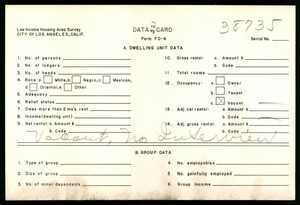 Low Income Housing Area Survey
CITY OF LOS ANGELES, CALIF.
DATA CARD
Form FC-4
38735
Serial No.
A. DWELLING UNIT DATA
1. No. of persons
2. No. of lodgers
3. No. of heads
4. Race: a White, b Negro, c Mexican,
d Oriental, e Other
5. Adequacy
6. Relief status
7. Owes more than 2 mo's rent
8. Income (dwelling unit)
9. Net rental: a. Amount $
b. Code
10. Gross rental: a. Amount $
b. Code
11. Total rooms
12. Occupancy: a Owner
b Tenant
c Vacant
13. Adj. net rental: a. Amount $
b. Code
14. a. Amount $
b. Code
Vacant, No Interview
B. GROUP DATA
1. Type of group
2. Size of group
3. No. of minor dependents
4. No. employables
5. No. gainfully employed
6. Group income